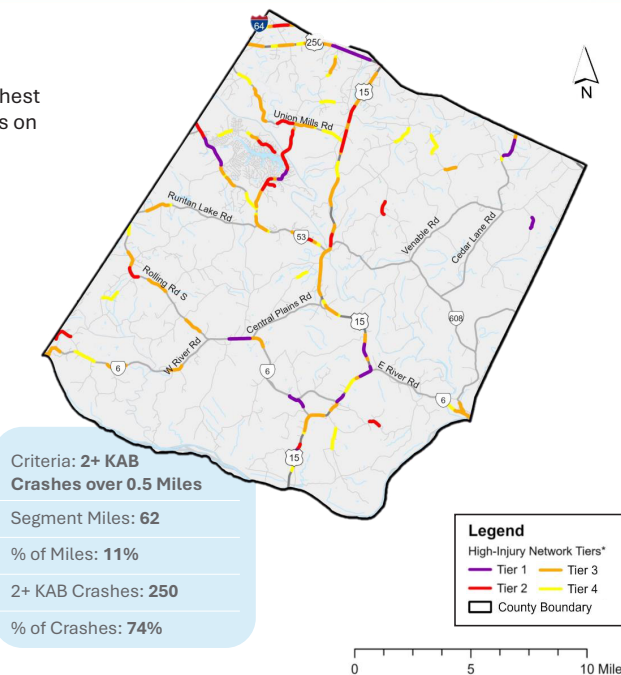 hest
s on
64
250
15
N
Union Mills Rd
Ruritan Lake Rd
53
Venable Rd
Cedar Lane Rd
Rolling Rd S
Central Plains Rd
15
608
W River Rd
6
6
E River Rd
6
15
Criteria: 2+ KAB
Crashes over 0.5 Miles
Segment Miles: 62
% of Miles: 11%
2+ KAB Crashes: 250
% of Crashes: 74%
Legend
High-Injury Network Tiers*
Tier 1 Tier 3
Tier 2 Tier 4
County Boundary
0 5 10 Mile